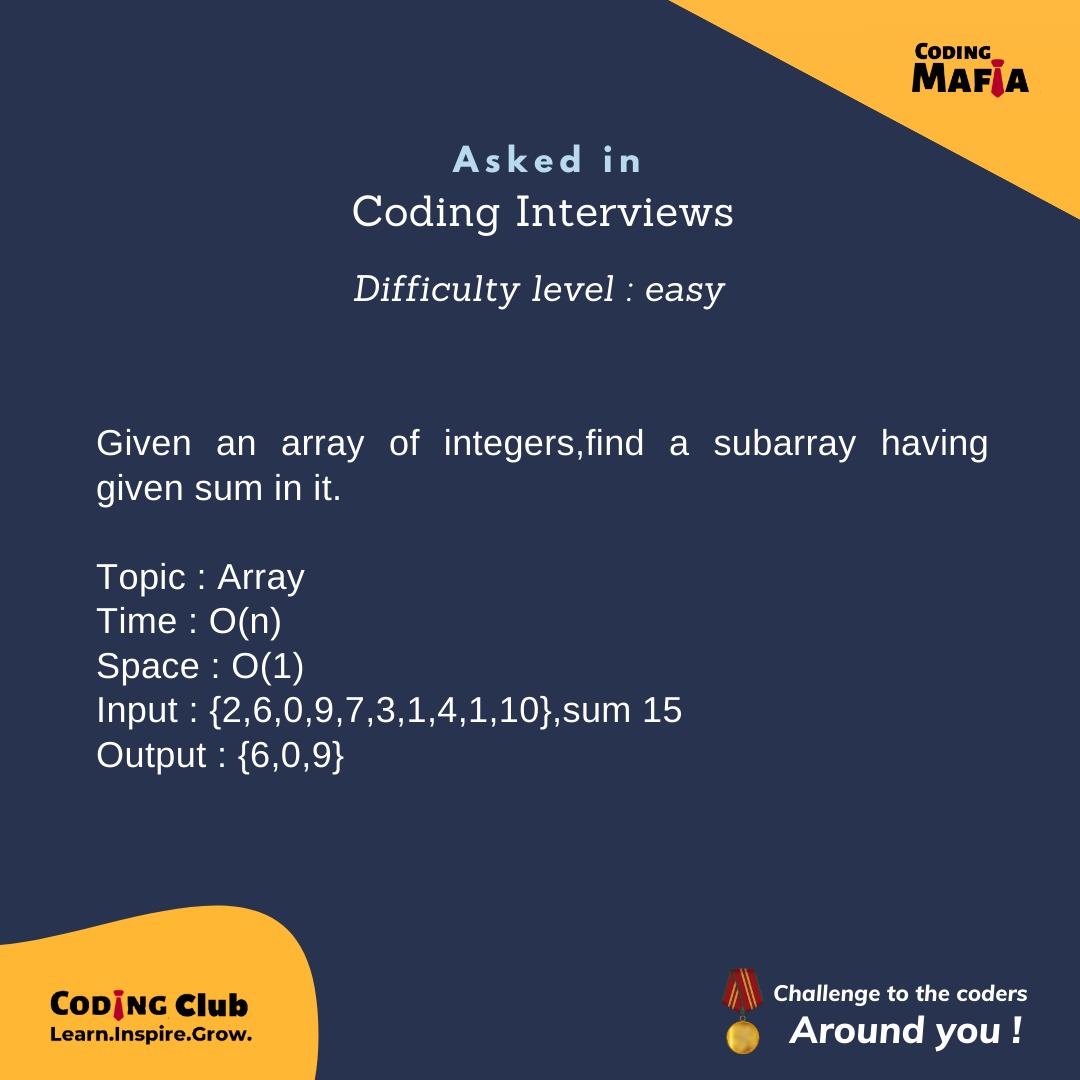 CODING
MAFIA
Asked in
Coding Interviews
Difficulty level : easy
Given an array of integers,find a subarray having
given sum in it.
Topic : Array
Time : O(n)
Space : O(1)
Input : {2,6,0,9,7,3,1,4,1,10},sum 15
Output : {6,0,9}
CODING Club
Learn.Inspire.Grow.
Challenge to the coders
Around you !